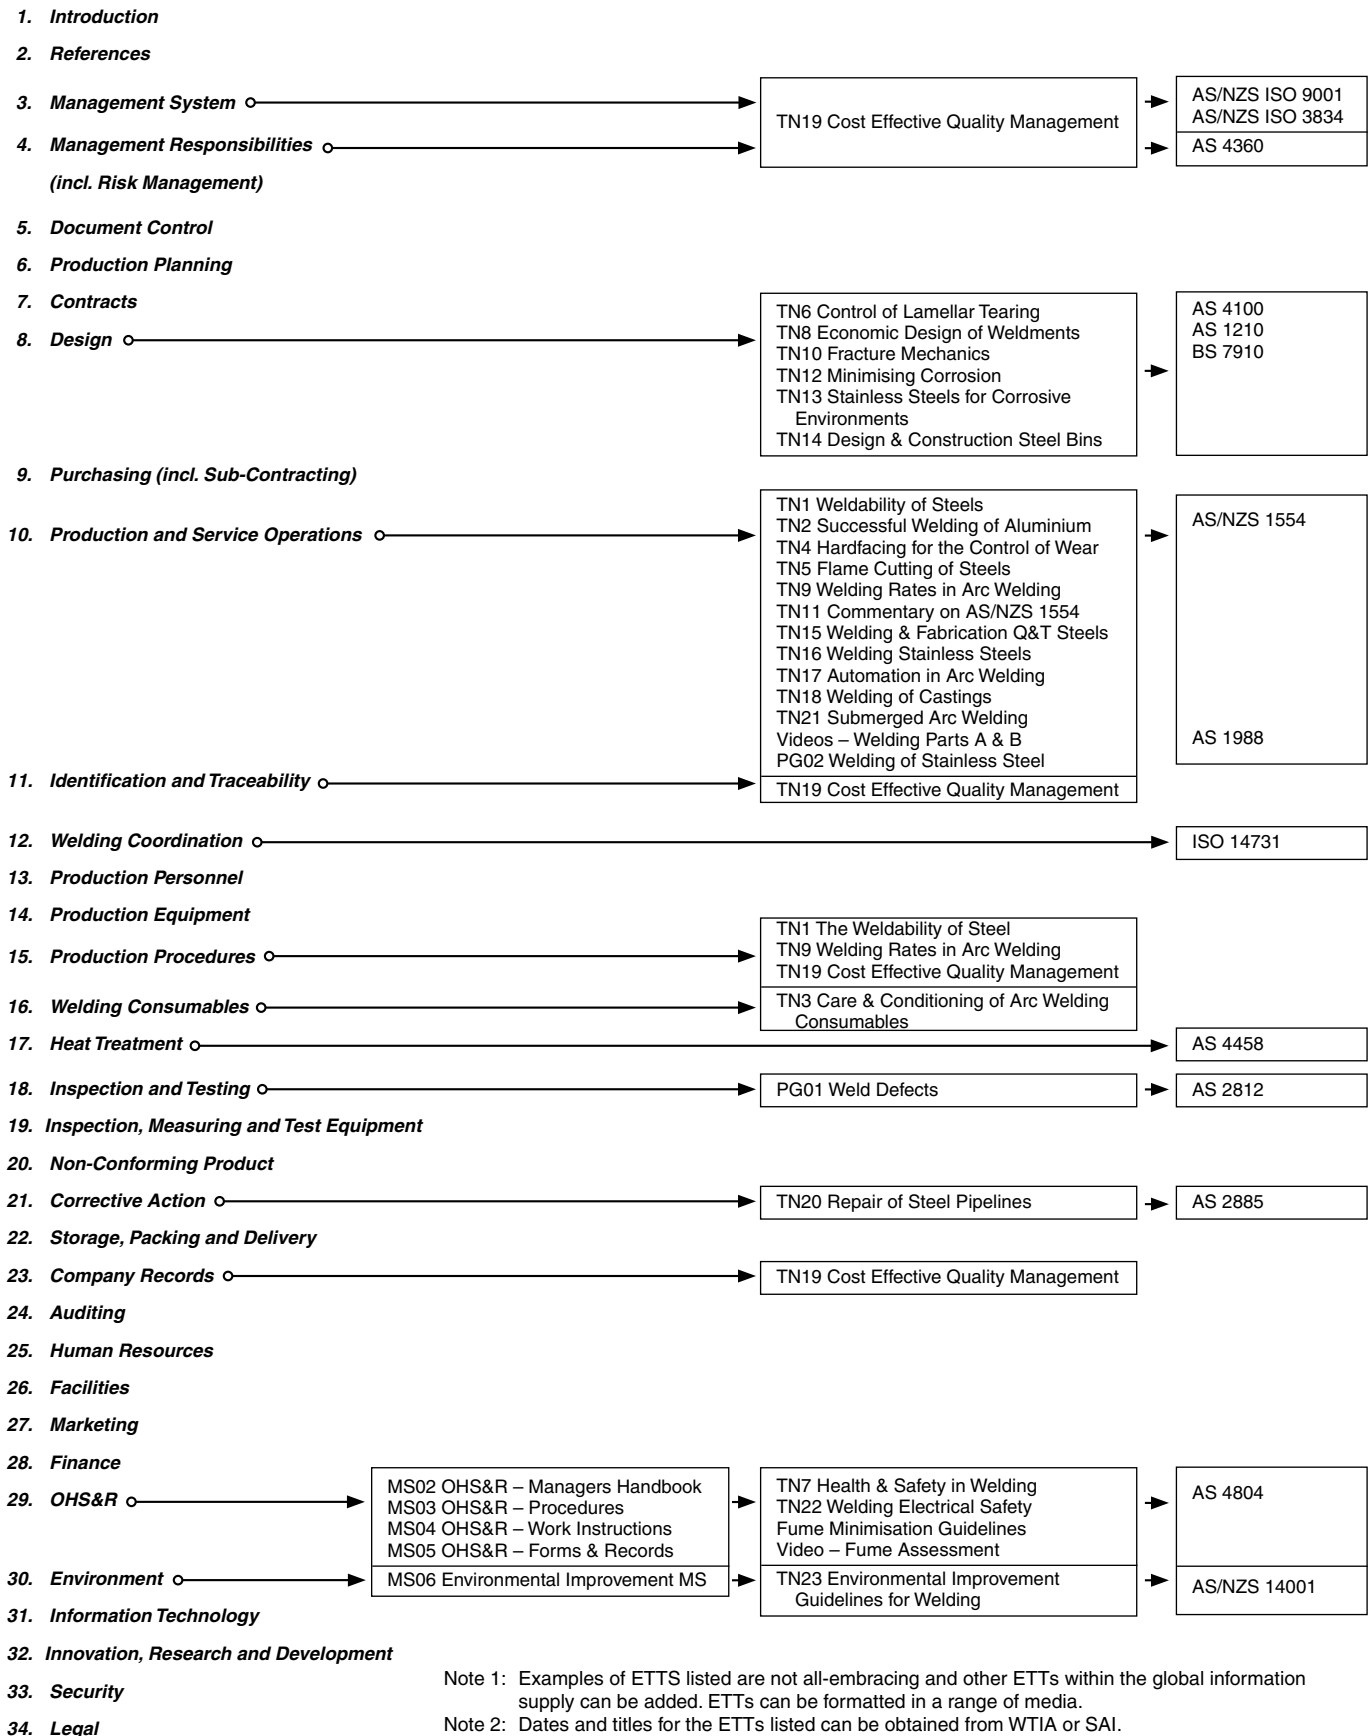 1. Introduction
2. References
3. Management System
TN19 Cost Effective Quality Management
AS/NZS ISO 9001
AS/NZS ISO 3834
4. Management Responsibilities
(incl. Risk Management)
AS 4360
5. Document Control
6. Production Planning
7. Contracts
8. Design
TN6 Control of Lamellar Tearing
TN8 Economic Design of Weldments
TN10 Fracture Mechanics
TN12 Minimising Corrosion
TN13 Stainless Steels for Corrosive
Environments
TN14 Design & Construction Steel Bins
AS 4100
AS 1210
BS 7910
9. Purchasing (incl. Sub-Contracting)
10. Production and Service Operations
TN1 Weldability of Steels
TN2 Successful Welding of Aluminium
TN4 Hardfacing for the Control of Wear
TN5 Flame Cutting of Steels
TN9 Welding Rates in Arc Welding
TN11 Commentary on AS/NZS 1554
TN15 Welding & Fabrication Q&T Steels
TN16 Welding Stainless Steels
TN17 Automation in Arc Welding
TN18 Welding of Castings
TN21 Submerged Arc Welding
Videos – Welding Parts A & B
PG02 Welding of Stainless Steel
AS/NZS 1554
AS 1988
11. Identification and Traceability
TN19 Cost Effective Quality Management
12. Welding Coordination
ISO 14731
13. Production Personnel
14. Production Equipment
15. Production Procedures
TN1 The Weldability of Steel
TN9 Welding Rates in Arc Welding
TN19 Cost Effective Quality Management
16. Welding Consumables
TN3 Care & Conditioning of Arc Welding
Consumables
17. Heat Treatment
AS 4458
18. Inspection and Testing
PG01 Weld Defects
AS 2812
19. Inspection, Measuring and Test Equipment
20. Non-Conforming Product
21. Corrective Action
TN20 Repair of Steel Pipelines
AS 2885
22. Storage, Packing and Delivery
23. Company Records
TN19 Cost Effective Quality Management
24. Auditing
25. Human Resources
26. Facilities
27. Marketing
28. Finance
29. OHS&R
MS02 OHS&R – Managers Handbook
MS03 OHS&R – Procedures
MS04 OHS&R – Work Instructions
MS05 OHS&R – Forms & Records
TN7 Health & Safety in Welding
TN22 Welding Electrical Safety
Fume Minimisation Guidelines
Video – Fume Assessment
AS 4804
30. Environment
MS06 Environmental Improvement MS
TN23 Environmental Improvement
Guidelines for Welding
AS/NZS 14001
31. Information Technology
32. Innovation, Research and Development
33. Security
34. Legal
Note 1: Examples of ETTS listed are not all-embracing and other ETTs within the global information
supply can be added. ETTs can be formatted in a range of media.
Note 2: Dates and titles for the ETTs listed can be obtained from WTIA or SAI.